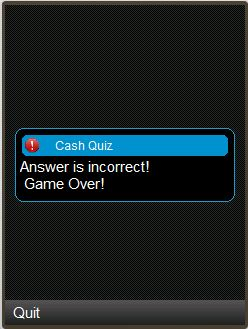 Cash Quiz
Answer is incorrect!
Game Over!
Quit